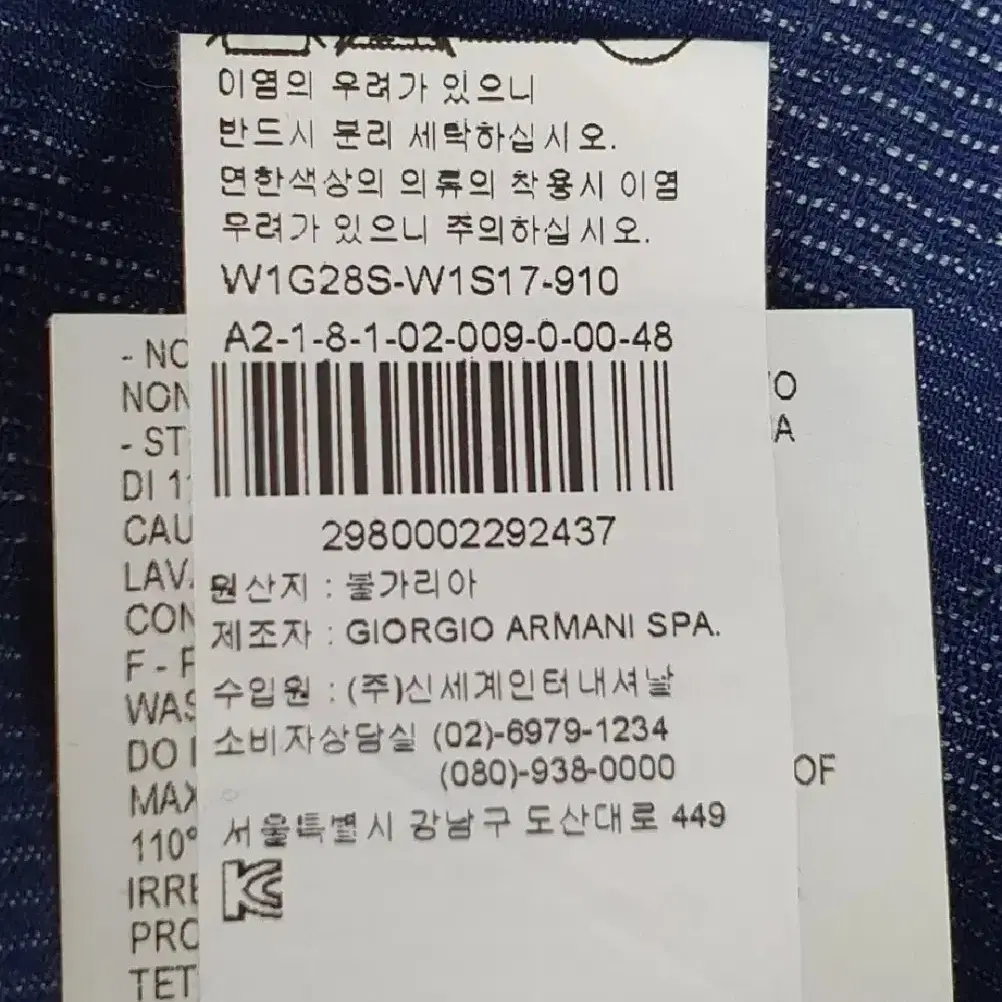 이염의 우려가 있으니
반드시 분리 세탁하십시오.
연한색상의 의류의 착용시 이염
우려가 있으니 주의하십시오.
W1G28S-W1S17-910
A2-1-8-1-02-009-0-00-48
2980002292437
원산지 : 불가리아
제조자 : GIORGIO ARMANI SPA.
수입원 : (주)신세계인터내셔날
소비자상담실 (02)-6979-1234
(080)-938-0000
서울특별시 강남구 도산대로 449
KC
- NO
NON
- ST
DI 11
CAU
LAV
CON
F - F
WAS
DO
MAX
110°
IRRE
PRO
TET
O
A
OF